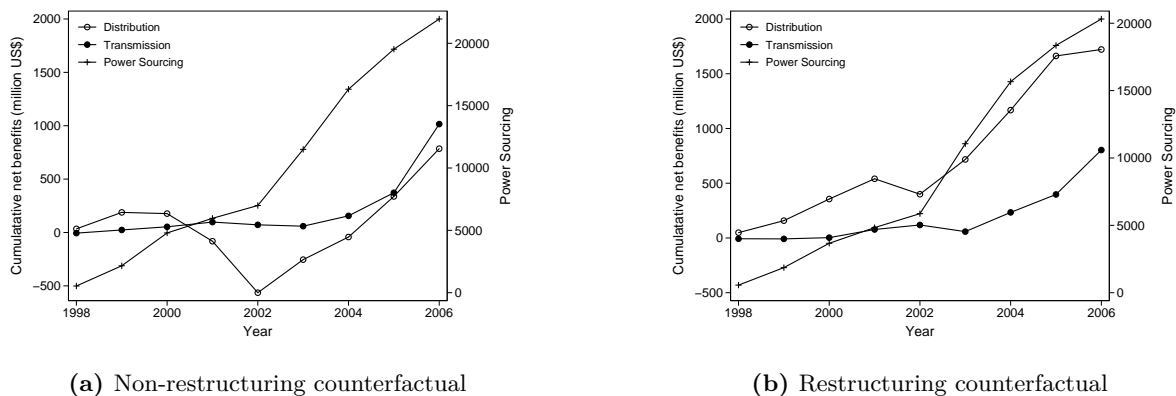 2000
1500
1000
500
0
−500
Cumulative net benefits (million US$)
Distribution
Transmission
Power Sourcing
20000
15000
10000
5000
0
Power Sourcing
1998 2000 2002 2004 2006
Year
(a) Non-restructuring counterfactual
2000
1500
1000
500
0
−500
Cumulative net benefits (million US$)
Distribution
Transmission
Power Sourcing
20000
15000
10000
5000
0
Power Sourcing
1998 2000 2002 2004 2006
Year
(b) Restructuring counterfactual